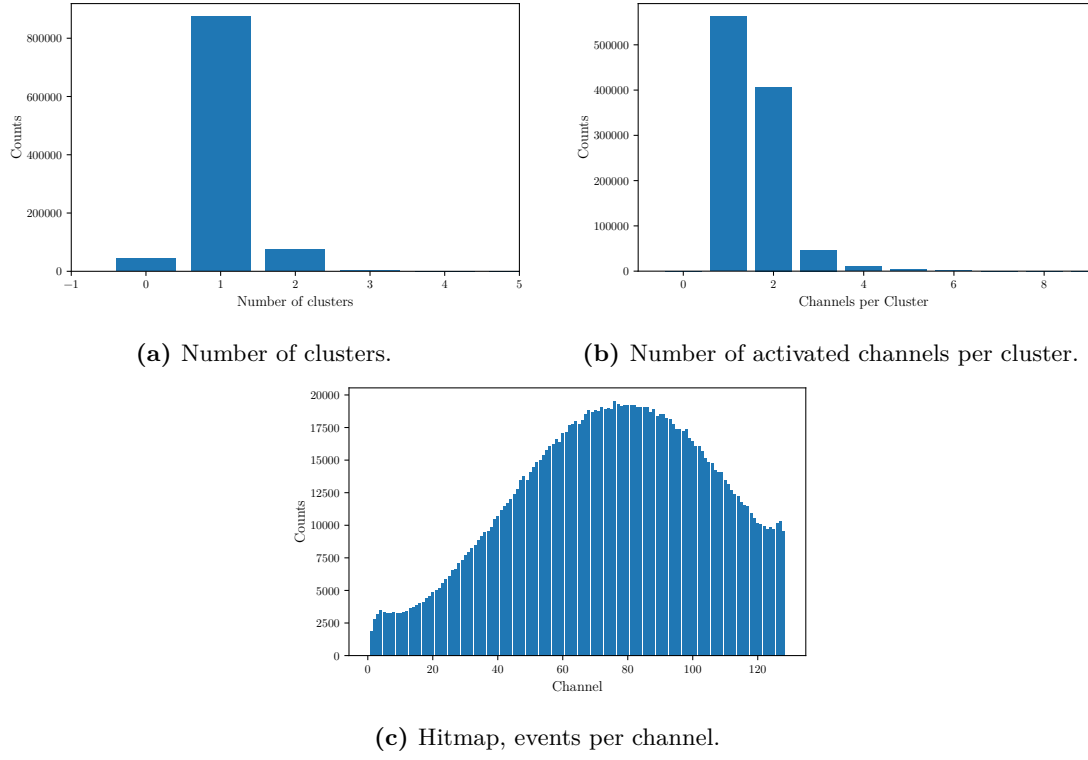 800000
600000
400000
200000
0
Counts
−1 0 1 2 3 4 5
Number of clusters
500000
400000
300000
200000
100000
0
Counts
0 2 4 6 8
Channels per Cluster
(a) Number of clusters.
(b) Number of activated channels per cluster.
20000
17500
15000
12500
10000
7500
5000
2500
0
Counts
0 20 40 60 80 100 120
Channel
(c) Hitmap, events per channel.